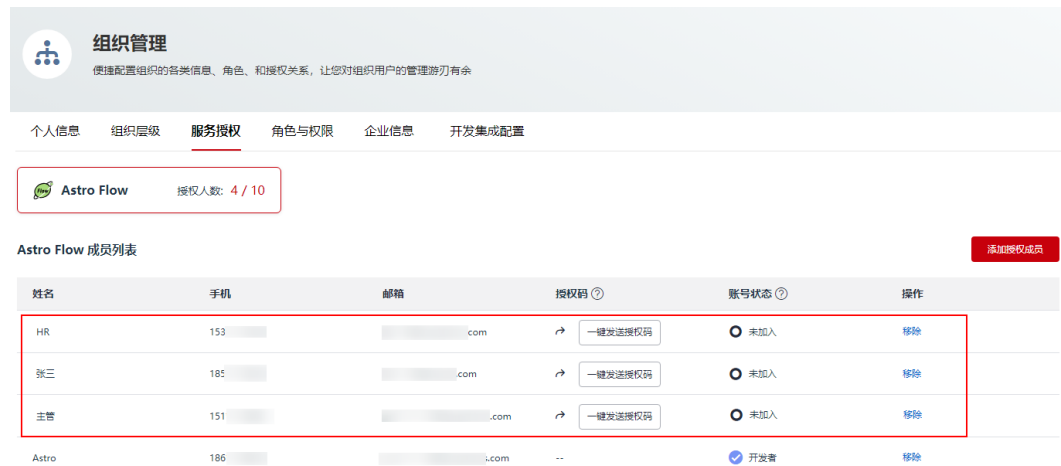 组织管理
便捷配置组织的各类信息、角色、和授权关系，让您对组织用户的管理游刃有余
个人信息 组织层级 服务授权 角色与权限 企业信息 开发集成配置
Flow Astro Flow 授权人数: 4 / 10
Astro Flow 成员列表 添加授权成员
姓名 手机 邮箱 授权码 ? 账号状态 ? 操作
HR 153 com 一键发送授权码 未加入 移除
张三 185 .com 一键发送授权码 未加入 移除
主管 151 .com 一键发送授权码 未加入 移除
Astro 186 .com -- 开发者 移除